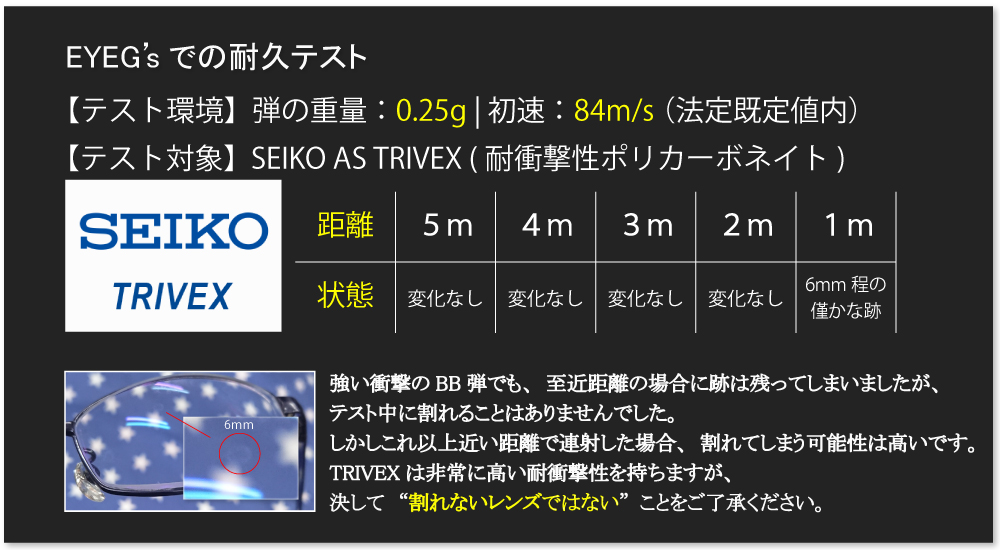 EYEG’s での耐久テスト
【テスト環境】弾の重量：0.25g | 初速：84m/s（法定既定値内）
【テスト対象】SEIKO AS TRIVEX ( 耐衝撃性ポリカーボネイト )
SEIKO
TRIVEX
距離 5 m 4 m 3 m 2 m 1 m
状態 変化なし 変化なし 変化なし 変化なし 6mm 程の
僅かな跡
6mm
強い衝撃の BB 弾でも、至近距離の場合に跡は残ってしまいましたが、
テスト中に割れることはありませんでした。
しかしこれ以上近い距離で連射した場合、割れてしまう可能性は高いです。
TRIVEX は非常に高い耐衝撃性を持ちますが、
決して “割れないレンズではない” ことをご了承ください。